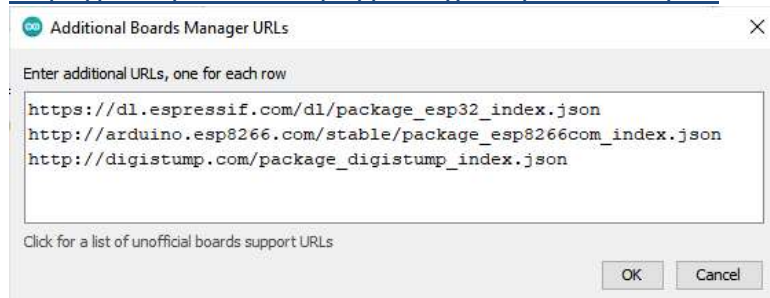 Additional Boards Manager URLs
Enter additional URLs, one for each row
https://dl.espressif.com/dl/package_esp32_index.json
http://arduino.esp8266.com/stable/package_esp8266com_index.json
http://digistump.com/package_digistump_index.json
Click for a list of unofficial boards support URLs
OK Cancel